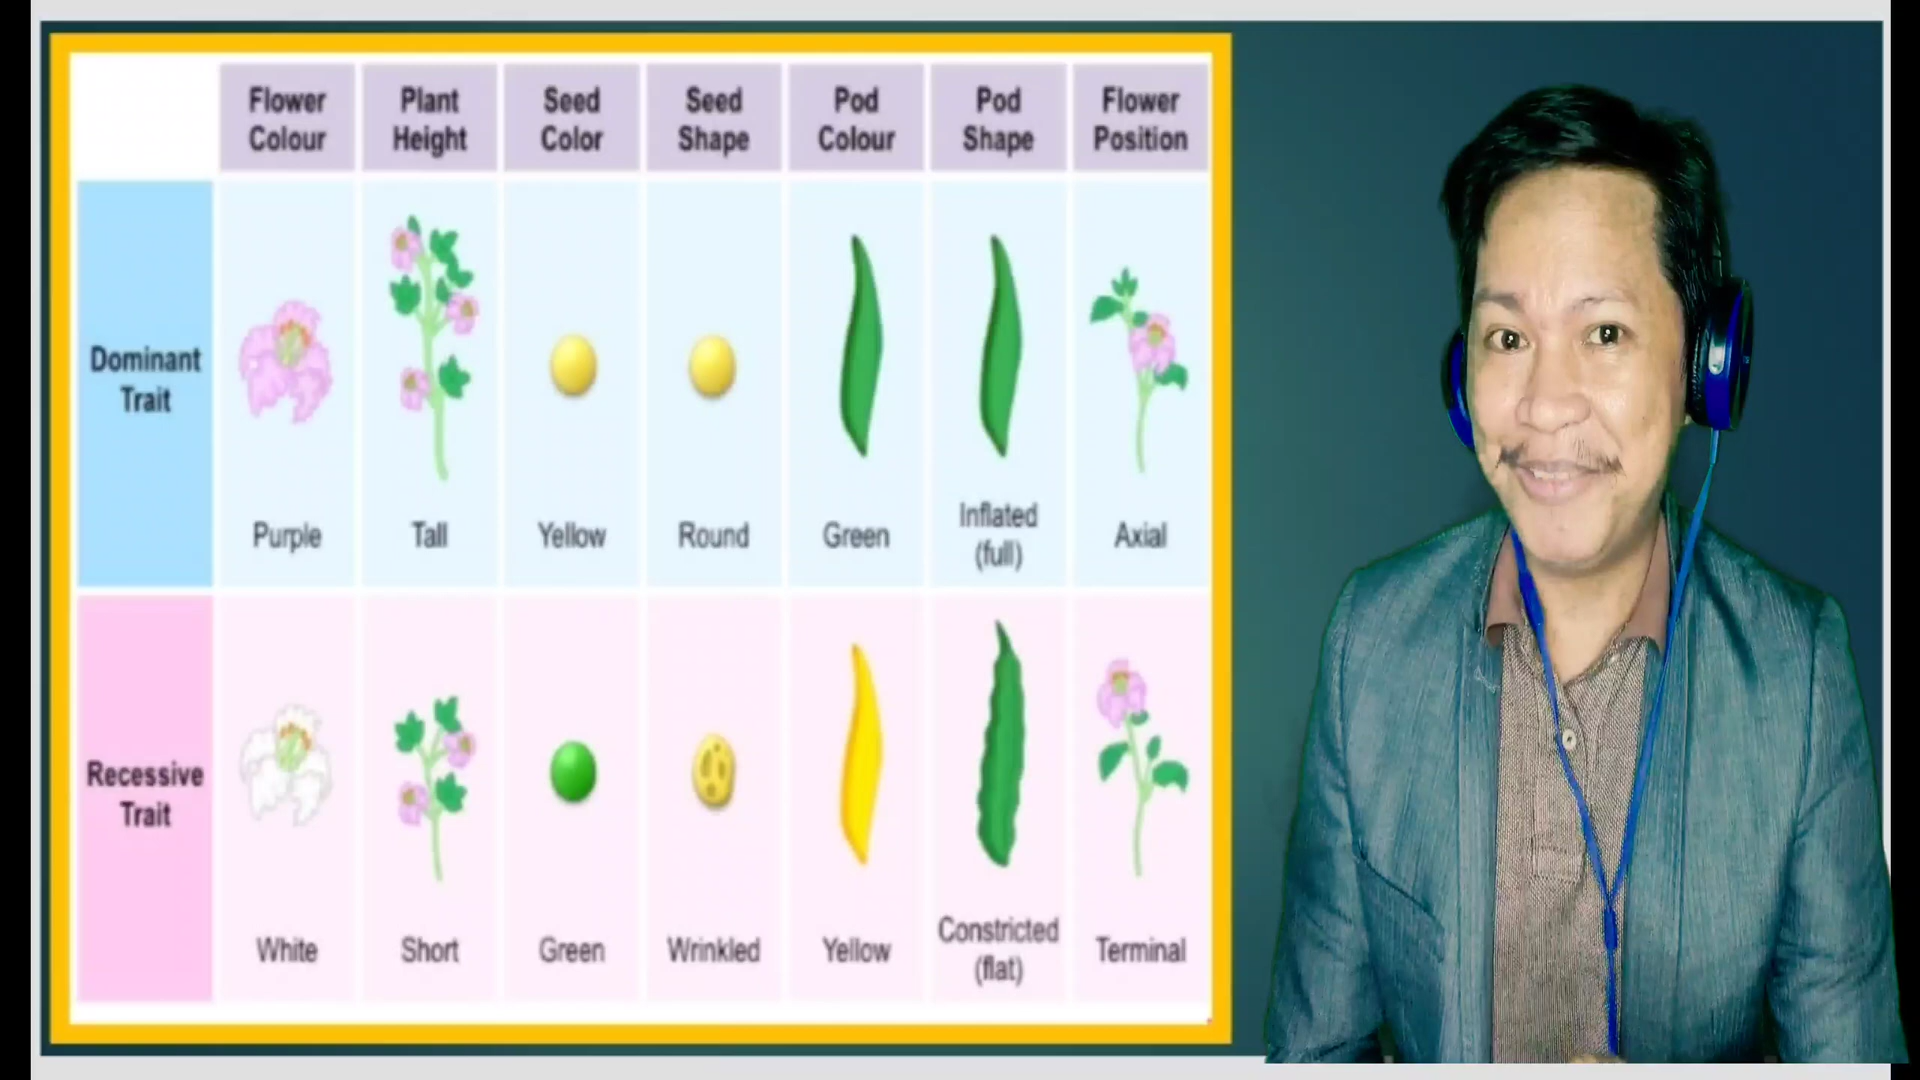 Flower
Colour
Plant
Height
Seed
Color
Seed
Shape
Pod
Colour
Pod
Shape
Flower
Position
Dominant
Trait
Purple
Tall
Yellow
Round
Green
Inflated
(full)
Axial
Recessive
Trait
White
Short
Green
Wrinkled
Yellow
Constricted
(flat)
Terminal